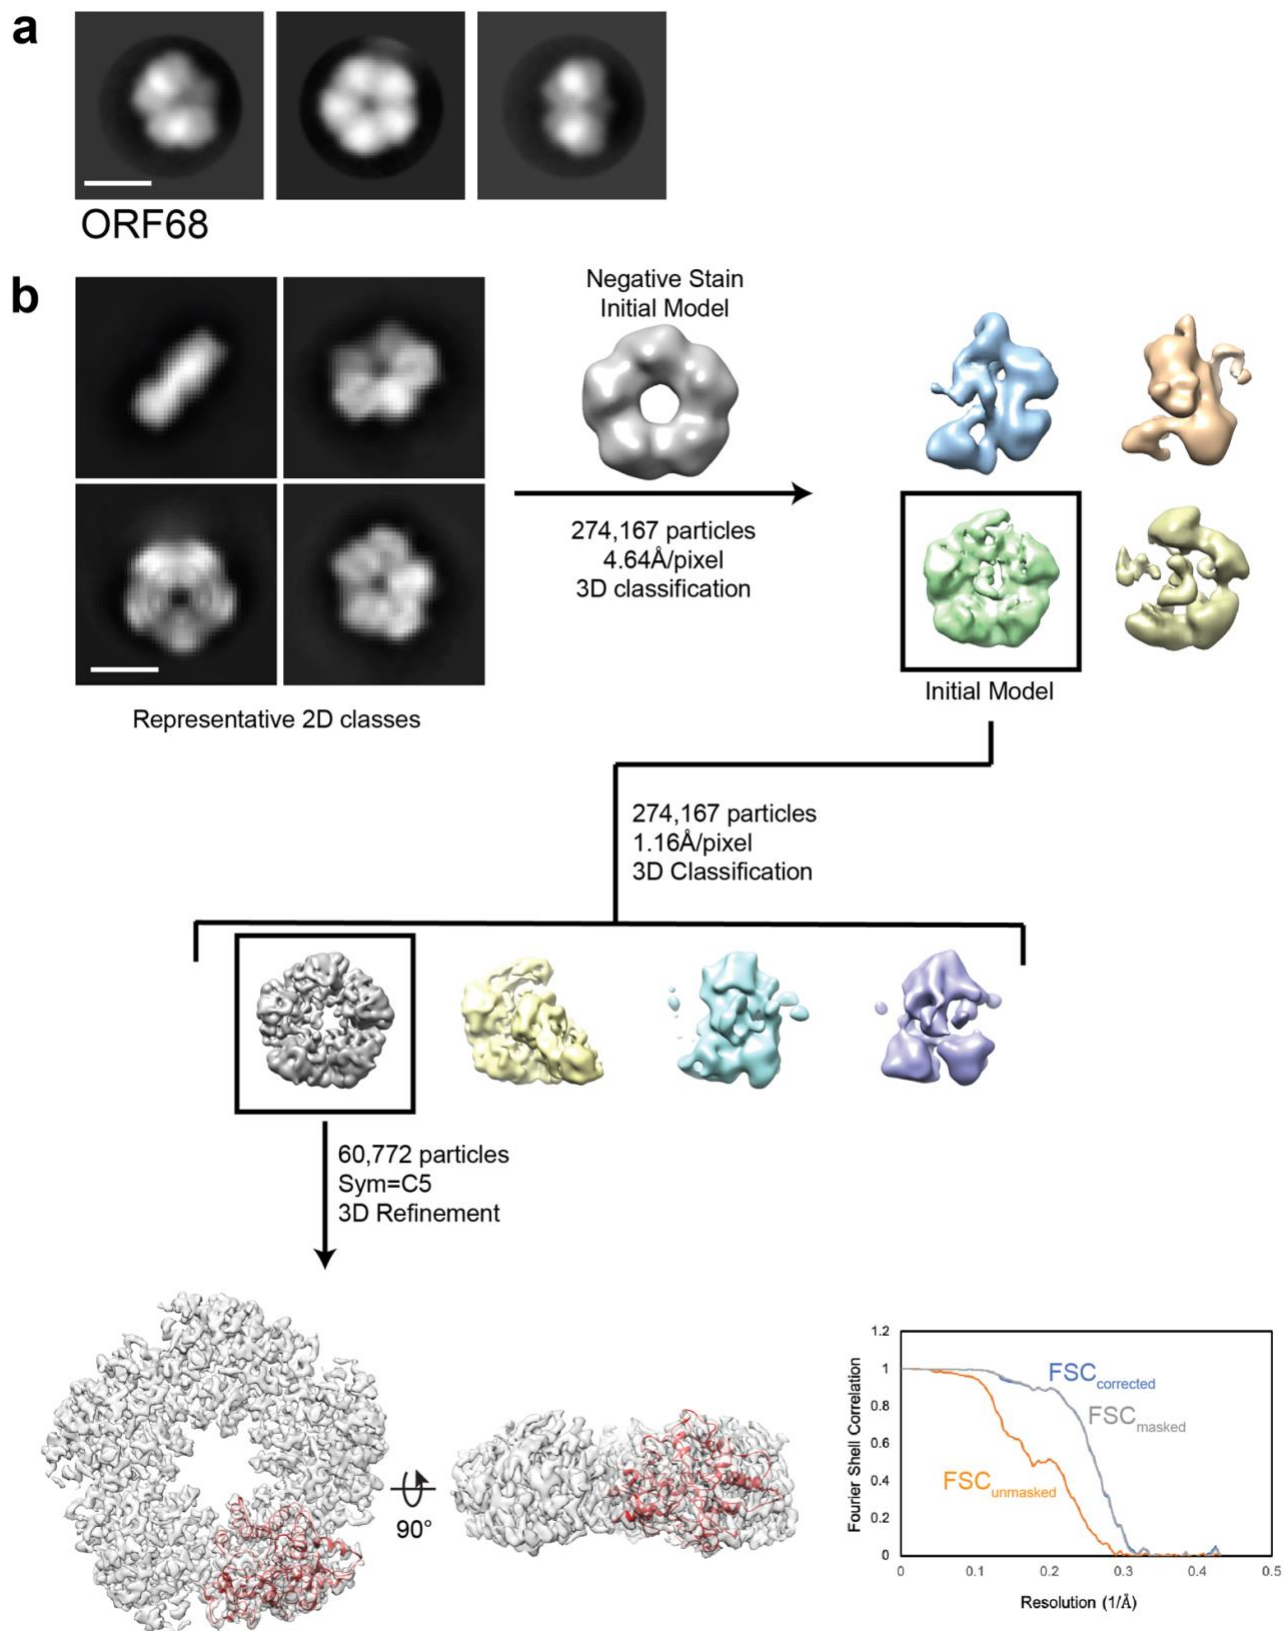 a
ORF68
b
Negative Stain
Initial Model
274,167 particles
4.64Å/pixel
3D classification
Initial Model
Representative 2D classes
274,167 particles
1.16Å/pixel
3D Classification
60,772 particles
Sym=C5
3D Refinement
90°
1.2
1
0.8
0.6
0.4
0.2
0
Fourier Shell Correlation
FSCcorrected
FSCmasked
FSCunmasked
0 0.1 0.2 0.3 0.4 0.5
Resolution (1/Å)